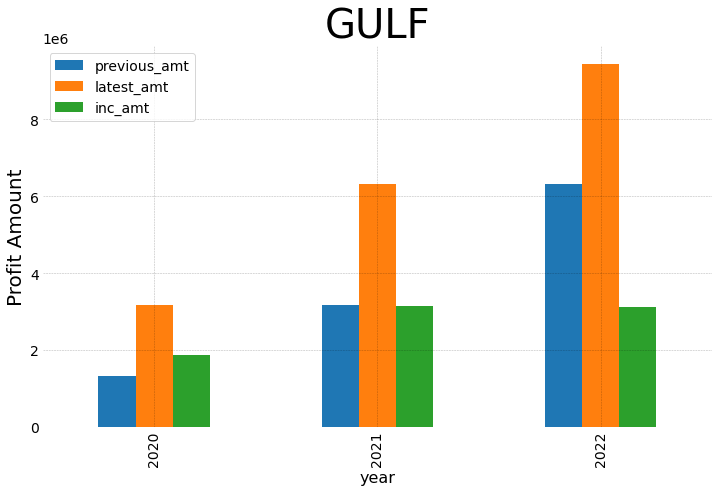 GULF
1e6
previous_amt
latest_amt
inc_amt
8
6
4
2
0
Profit Amount
2020
2021
2022
year